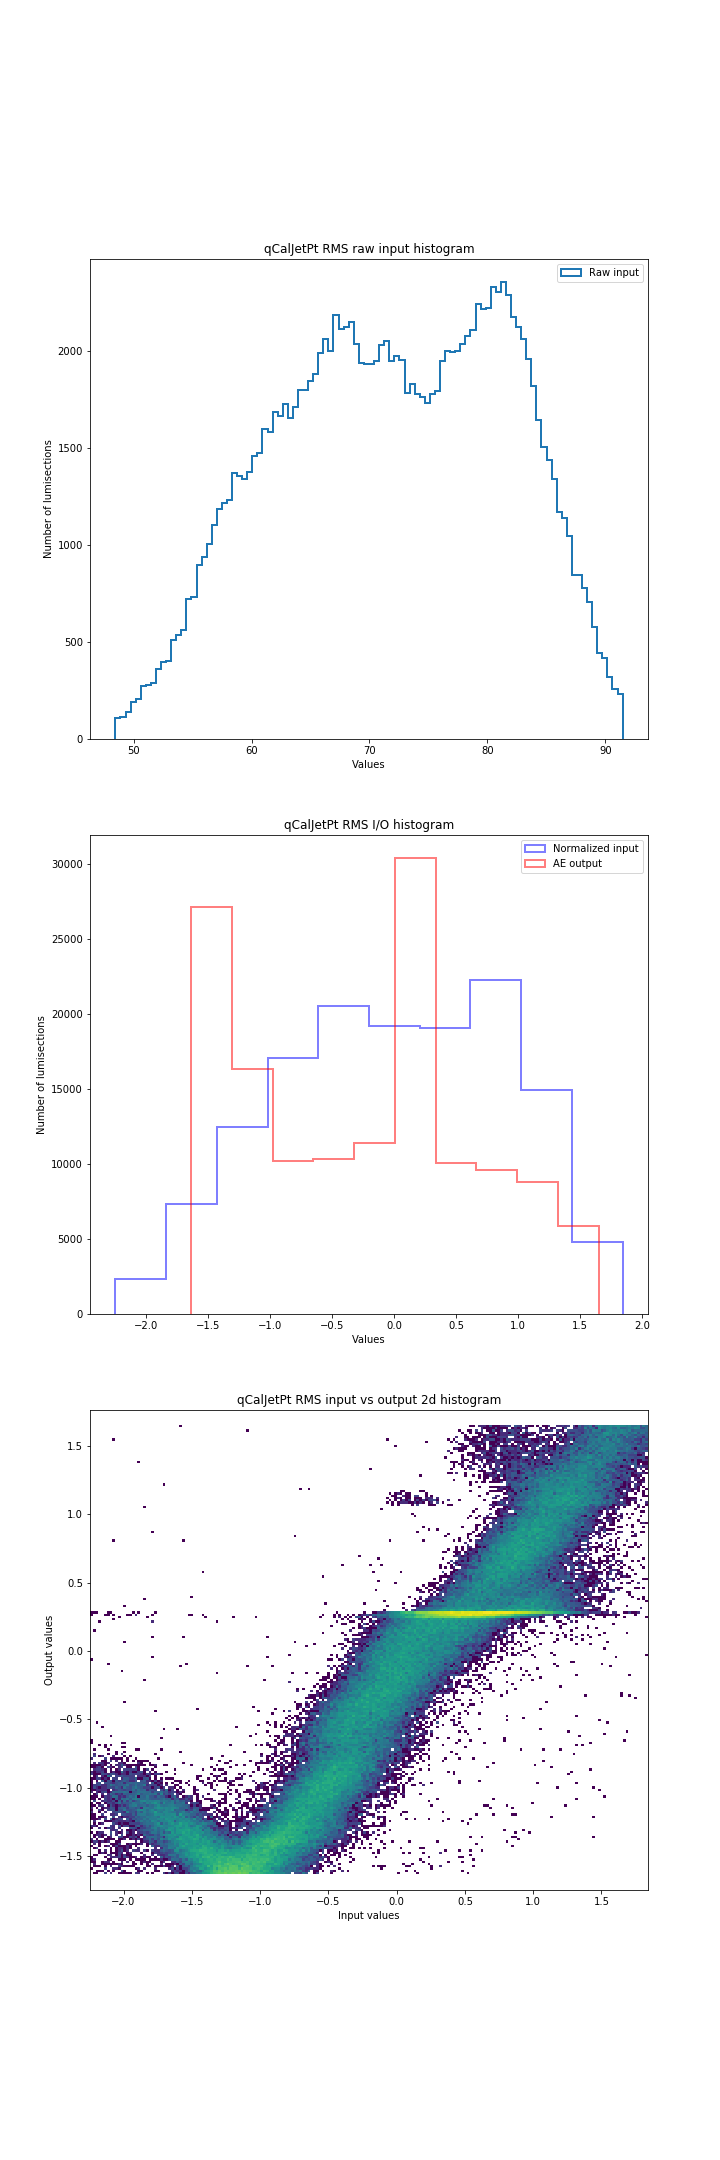 qCalJetPt RMS raw input histogram
Raw input
2000
1500
1000
500
0
Number of lumisections
50 60 70 80 90
Values
qCalJetPt RMS I/O histogram
Normalized input
AE output
30000
25000
20000
15000
10000
5000
0
Number of lumisections
−2.0 −1.5 −1.0 −0.5 0.0 0.5 1.0 1.5 2.0
Values
qCalJetPt RMS input vs output 2d histogram
1.5
1.0
0.5
0.0
−0.5
−1.0
−1.5
Output values
−2.0 −1.5 −1.0 −0.5 0.0 0.5 1.0 1.5
Input values